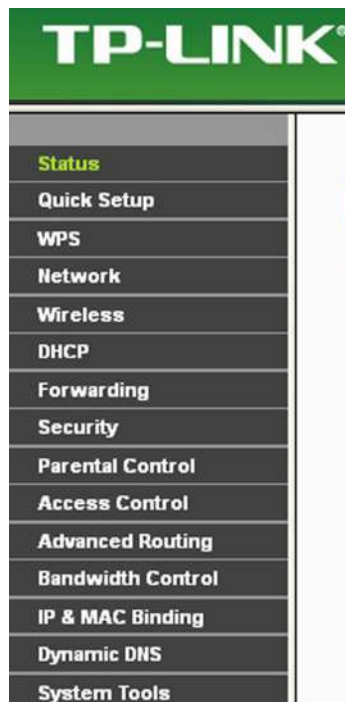 TP-LINK®
Status
Quick Setup
WPS
Network
Wireless
DHCP
Forwarding
Security
Parental Control
Access Control
Advanced Routing
Bandwidth Control
IP & MAC Binding
Dynamic DNS
System Tools